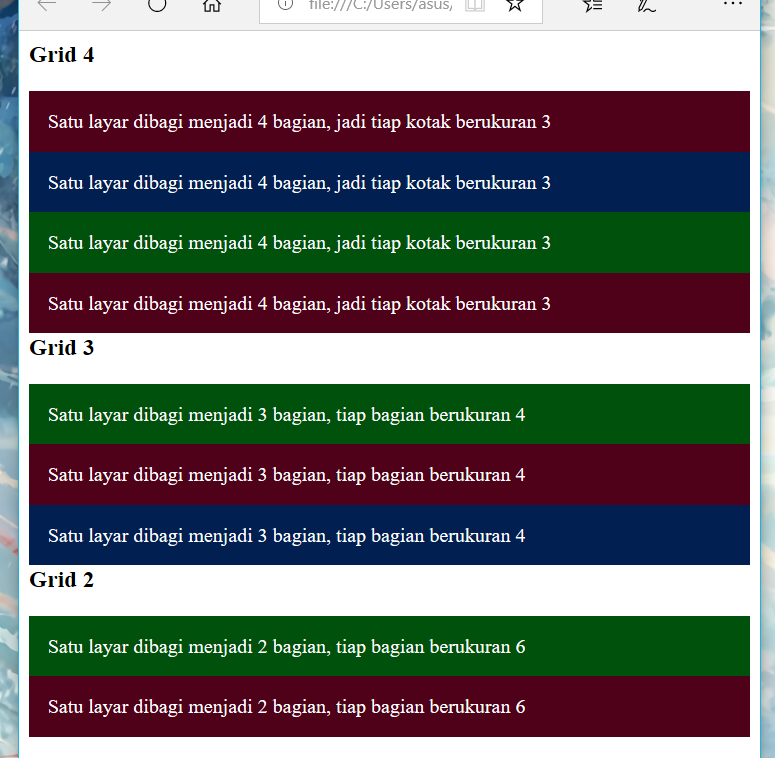 file:///C:/Users/asus/
Grid 4
Satu layar dibagi menjadi 4 bagian, jadi tiap kotak berukuran 3
Satu layar dibagi menjadi 4 bagian, jadi tiap kotak berukuran 3
Satu layar dibagi menjadi 4 bagian, jadi tiap kotak berukuran 3
Satu layar dibagi menjadi 4 bagian, jadi tiap kotak berukuran 3
Grid 3
Satu layar dibagi menjadi 3 bagian, tiap bagian berukuran 4
Satu layar dibagi menjadi 3 bagian, tiap bagian berukuran 4
Satu layar dibagi menjadi 3 bagian, tiap bagian berukuran 4
Grid 2
Satu layar dibagi menjadi 2 bagian, tiap bagian berukuran 6
Satu layar dibagi menjadi 2 bagian, tiap bagian berukuran 6